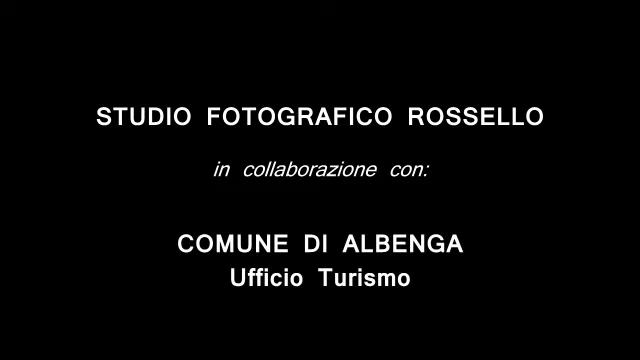 STUDIO FOTOGRAFICO ROSSELLO
in collaborazione con:
COMUNE DI ALBENGA
Ufficio Turismo